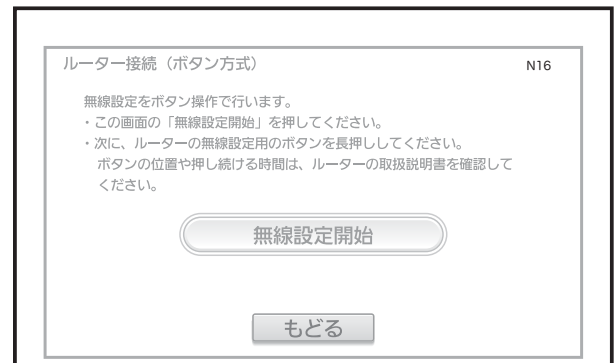 ルーター接続（ボタン方式）
N16
無線設定をボタン操作で行います。
・この画面の「無線設定開始」を押してください。
・次に、ルーターの無線設定用のボタンを長押ししてください。
ボタンの位置や押し続ける時間は、ルーターの取扱説明書を確認して
ください。
無線設定開始
もどる